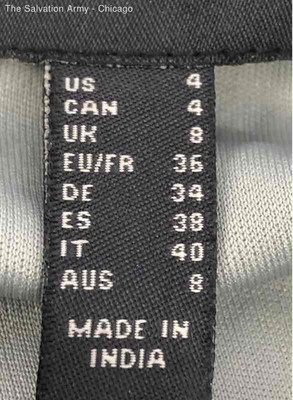 The Salvation Army - Chicago
US 4
CAN 4
UK 8
EU/FR 36
DE 34
ES 38
IT 40
AUS 8
MADE IN
INDIA